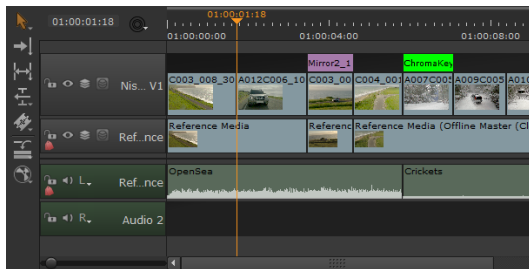 01:00:01:18
01:00:01:18
01:00:00:00 01:00:04:00 01:00:08:00
Mirror2_1 ChromaKey
Nis... V1 C003_008_30 A012C006_10 C003_00 C004_001 A007C005 A009C005 A010
Ref...nce Reference Media Referenc Reference Media (Offline Master (Cl
L Ref...nce OpenSea Crickets
R Audio 2